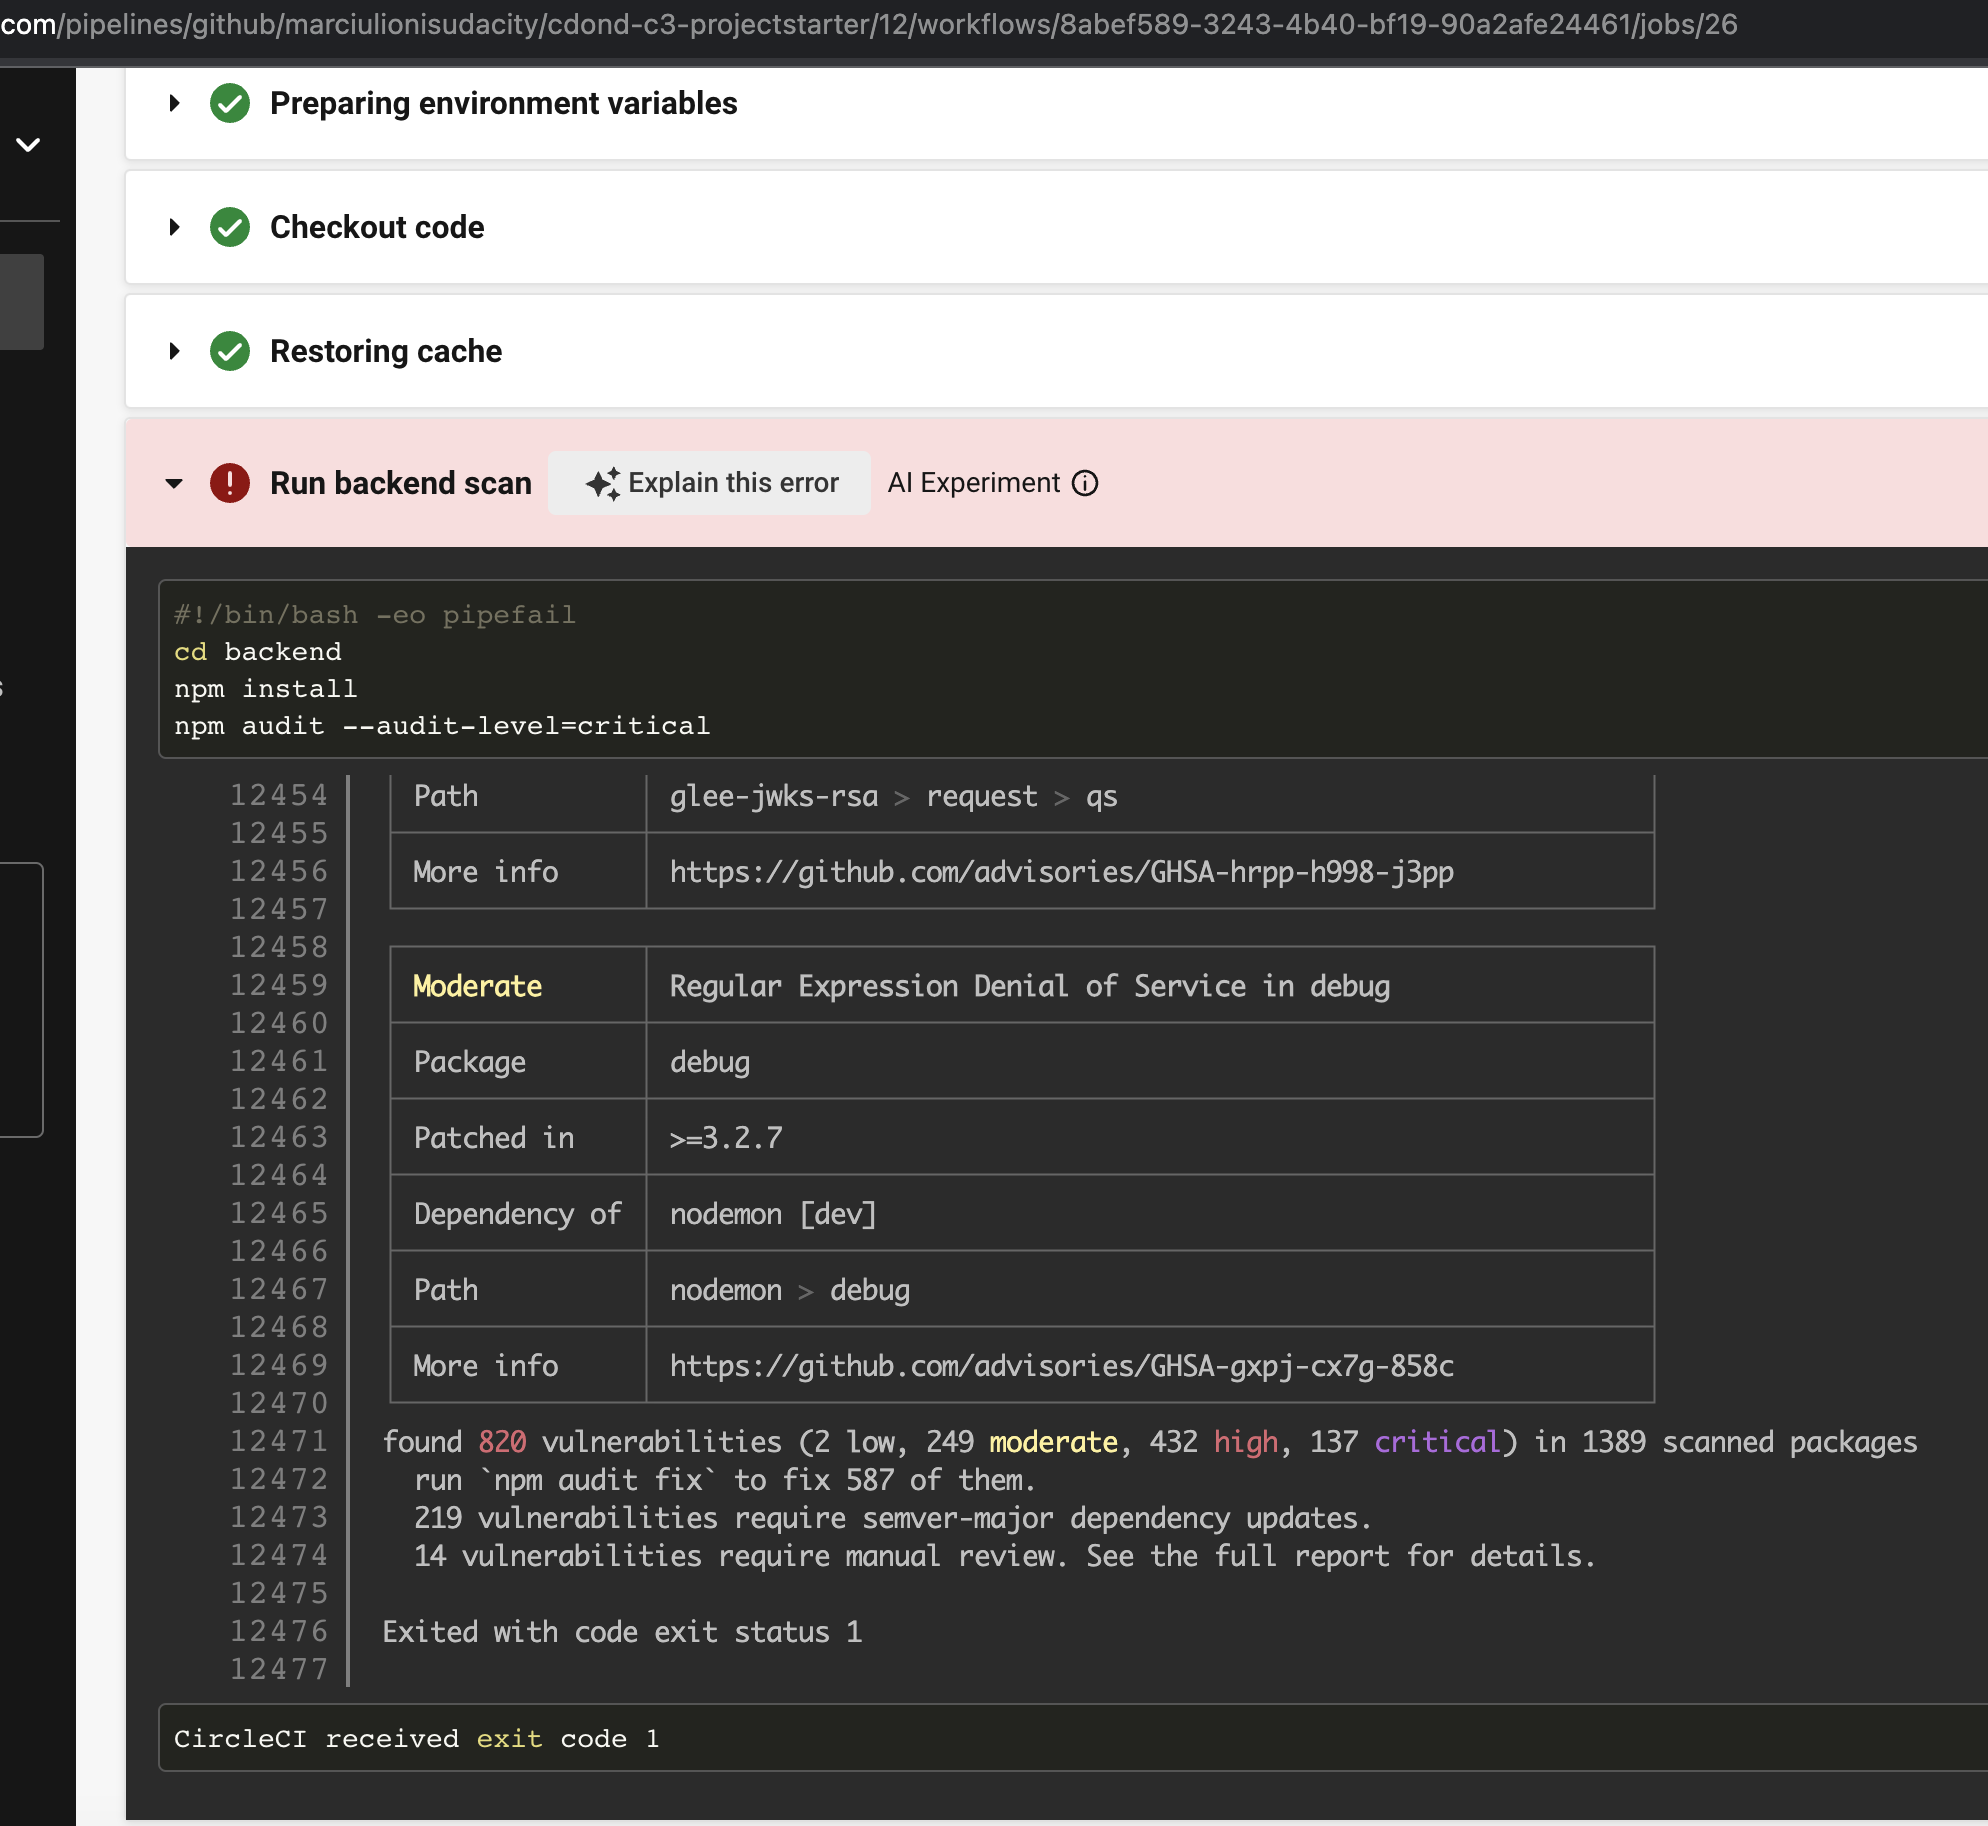 com/pipelines/github/marciulionisudacity/cdond-c3-projectstarter/12/workflows/8abef589-3243-4b40-bf19-90a2afe24461/jobs/26
Preparing environment variables
Checkout code
Restoring cache
Run backend scan Explain this error AI Experiment
#!/bin/bash -eo pipefail
cd backend
npm install
npm audit --audit-level=critical
12454 Path glee-jwks-rsa > request > qs
12455
12456 More info https://github.com/advisories/GHSA-hrpp-h998-j3pp
12457
12458
12459 Moderate Regular Expression Denial of Service in debug
12460
12461 Package debug
12462
12463 Patched in >=3.2.7
12464
12465 Dependency of nodemon [dev]
12466
12467 Path nodemon > debug
12468
12469 More info https://github.com/advisories/GHSA-gxpj-cx7g-858c
12470
12471 found 820 vulnerabilities (2 low, 249 moderate, 432 high, 137 critical) in 1389 scanned packages
12472 run `npm audit fix` to fix 587 of them.
12473 219 vulnerabilities require semver-major dependency updates.
12474 14 vulnerabilities require manual review. See the full report for details.
12475
12476 Exited with code exit status 1
12477
CircleCI received exit code 1